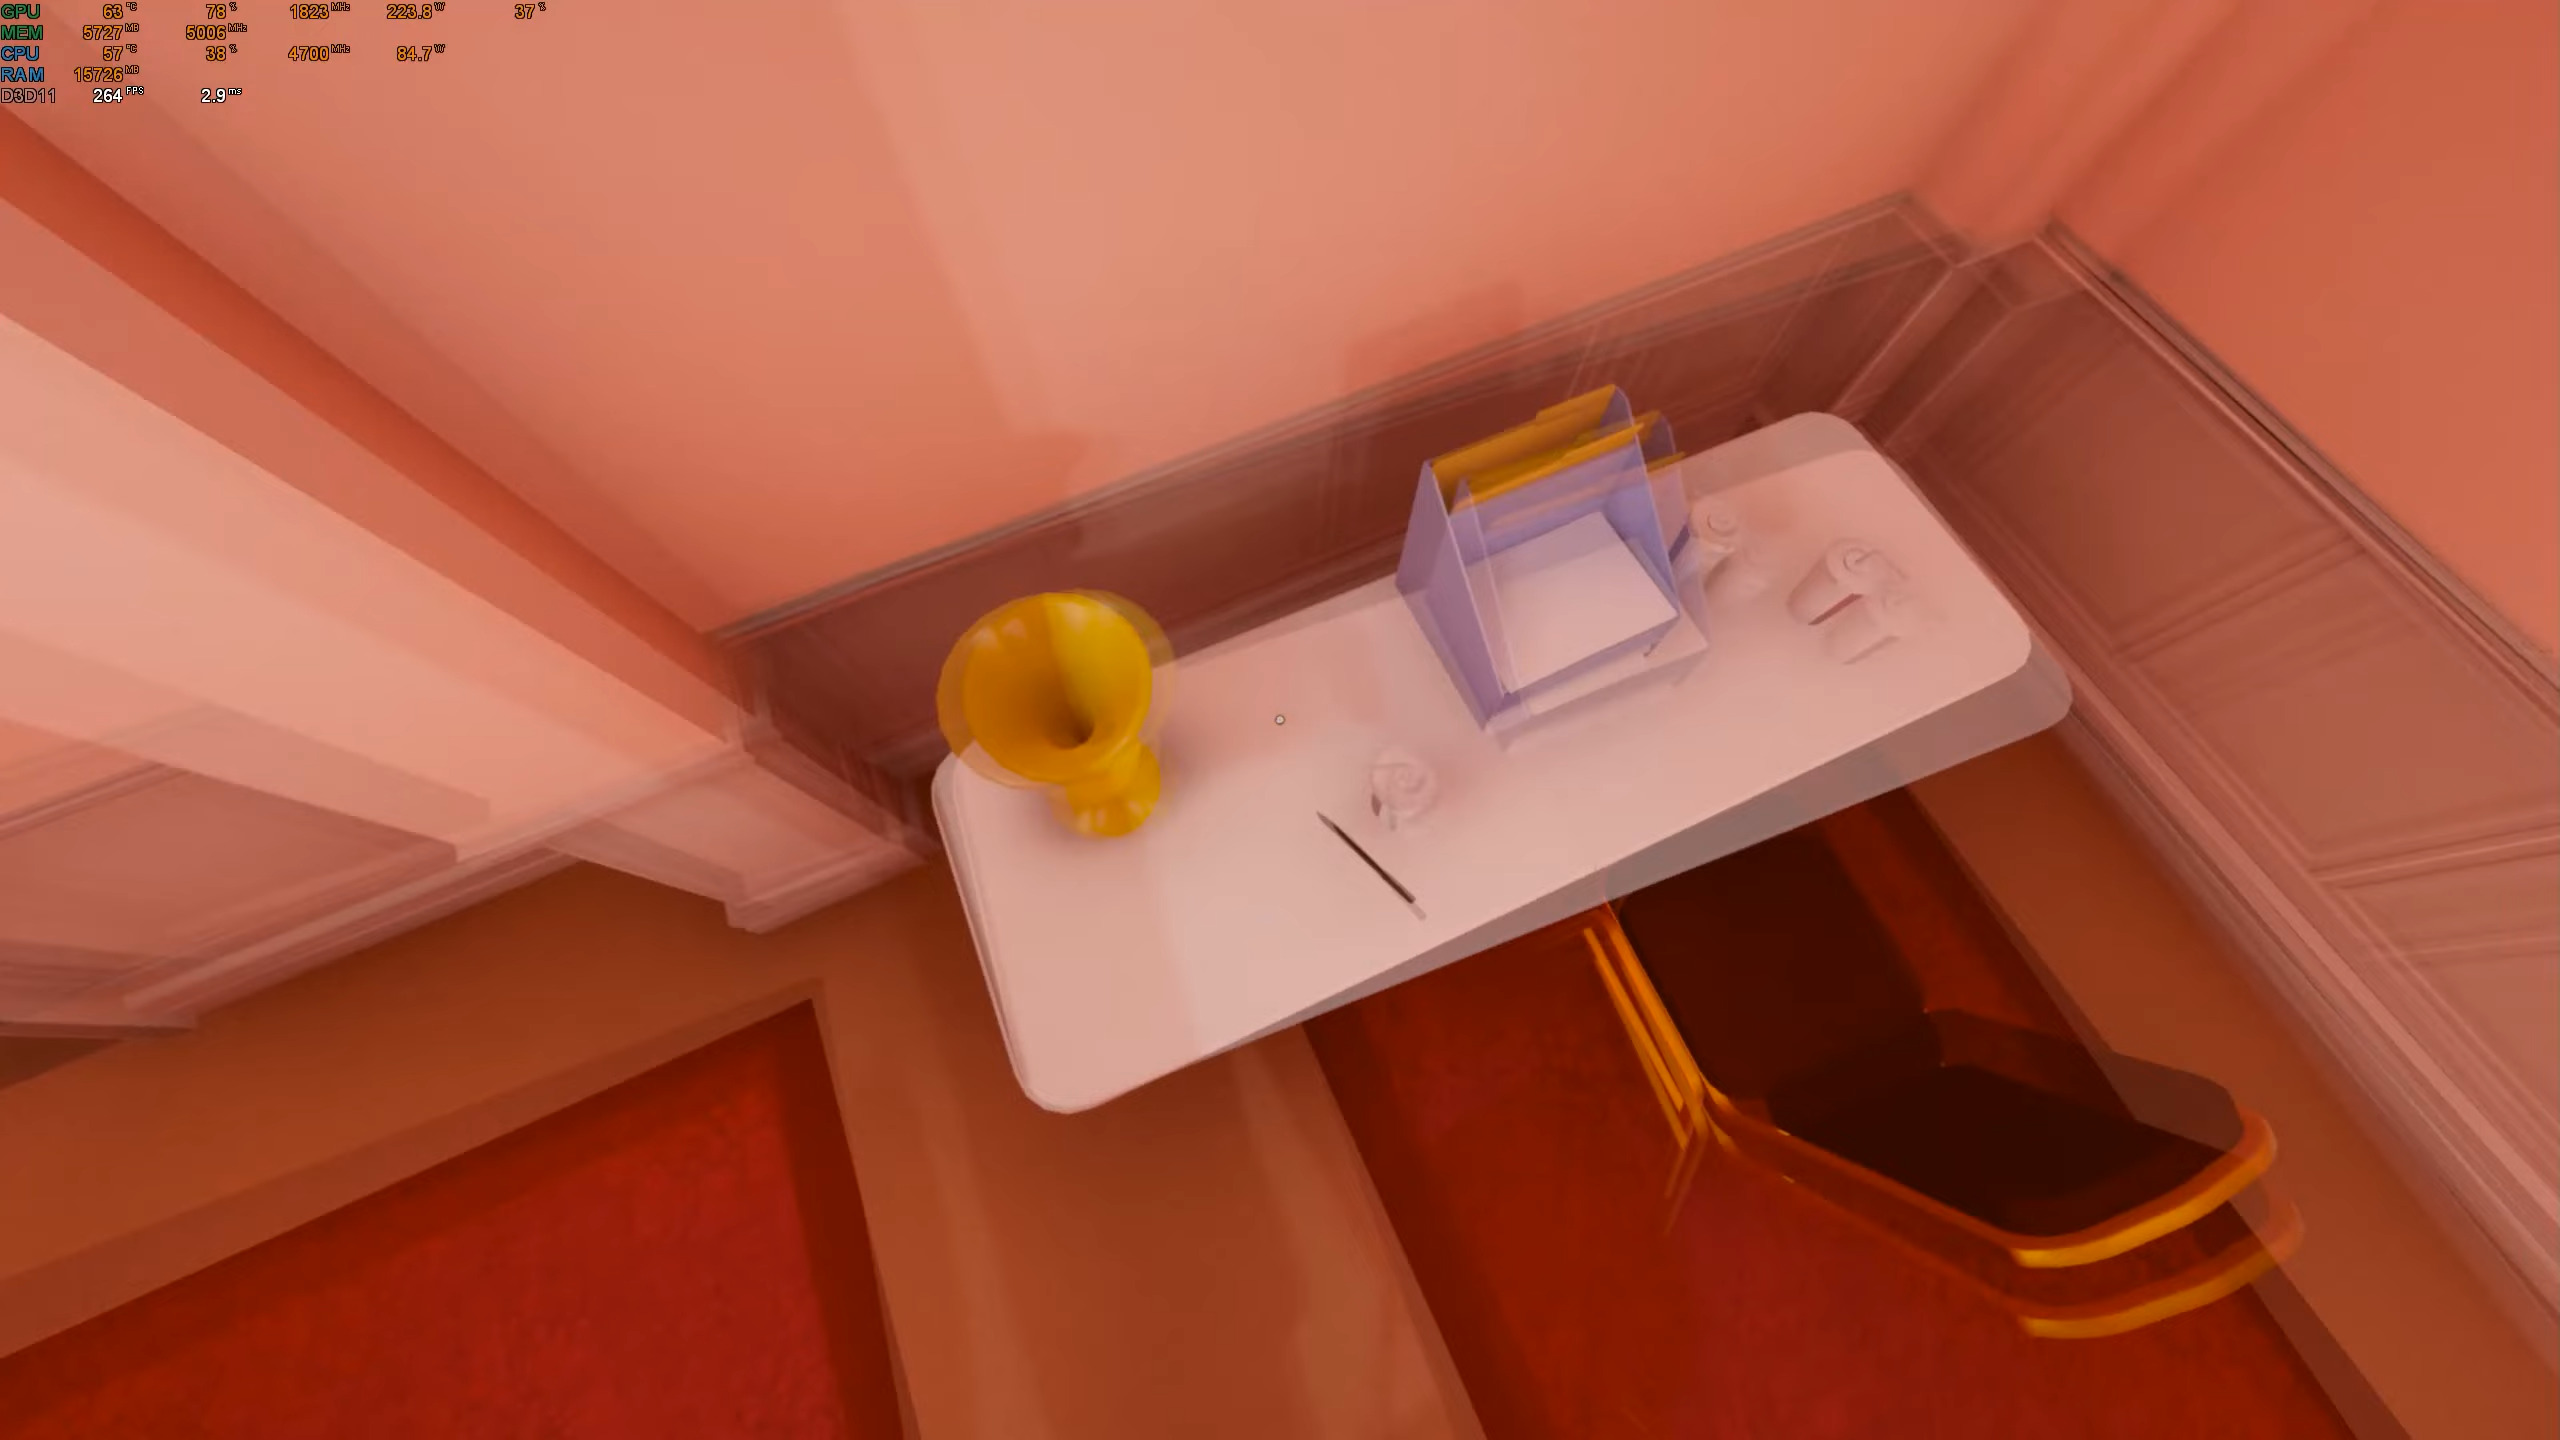 GPU 63 °C 78 % 1823 MHz 223.8 W 37 %
MEM 5727 MB 5006 MHz
CPU 57 °C 38 % 4700 MHz 84.7 W
RAM 15726 MB
D3D11 264 FPS 2.9 ms